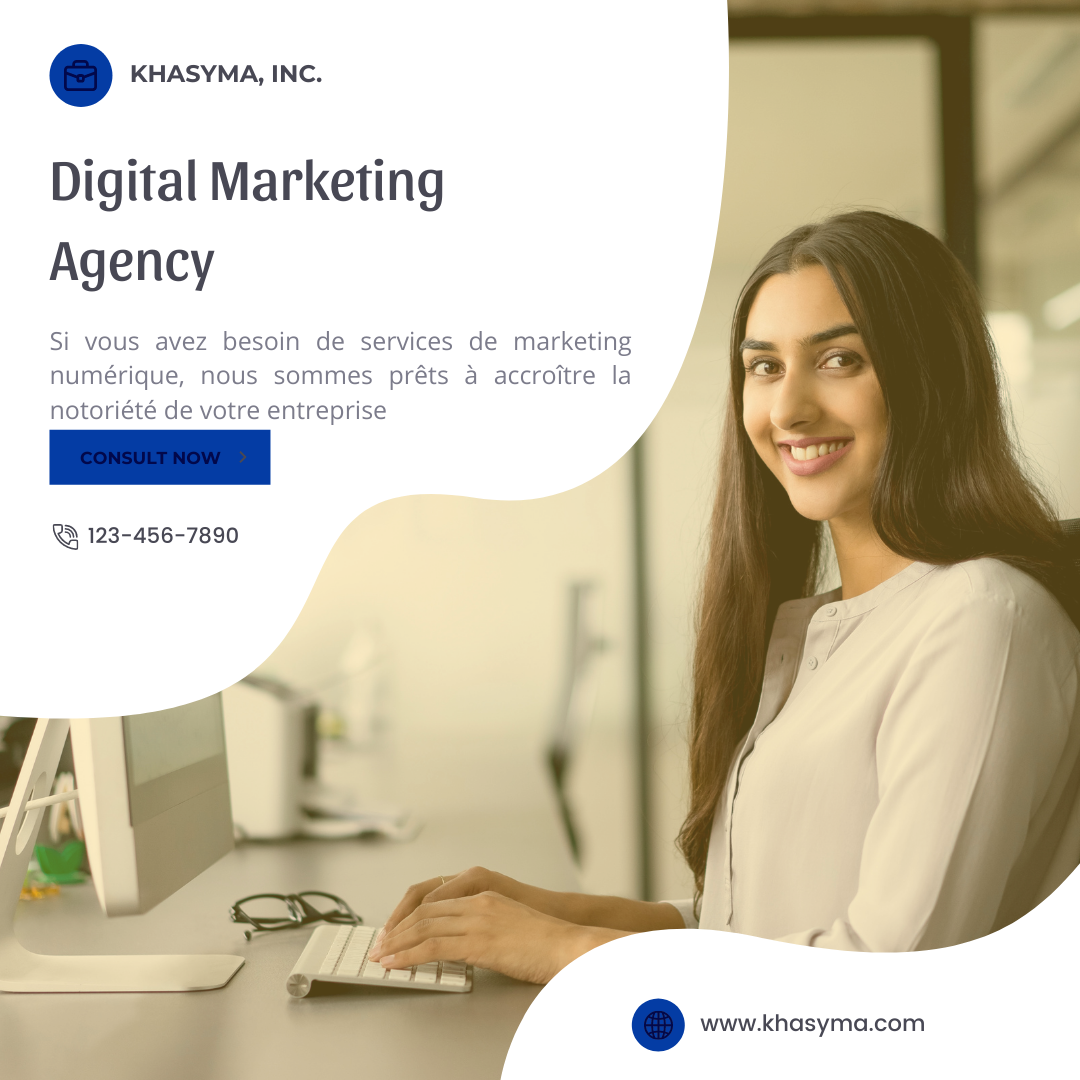 KHASYMA, INC.
Digital Marketing
Agency
Si vous avez besoin de services de marketing
numérique, nous sommes prêts à accroître la
notoriété de votre entreprise
CONSULT NOW
123-456-7890
www.khasyma.com